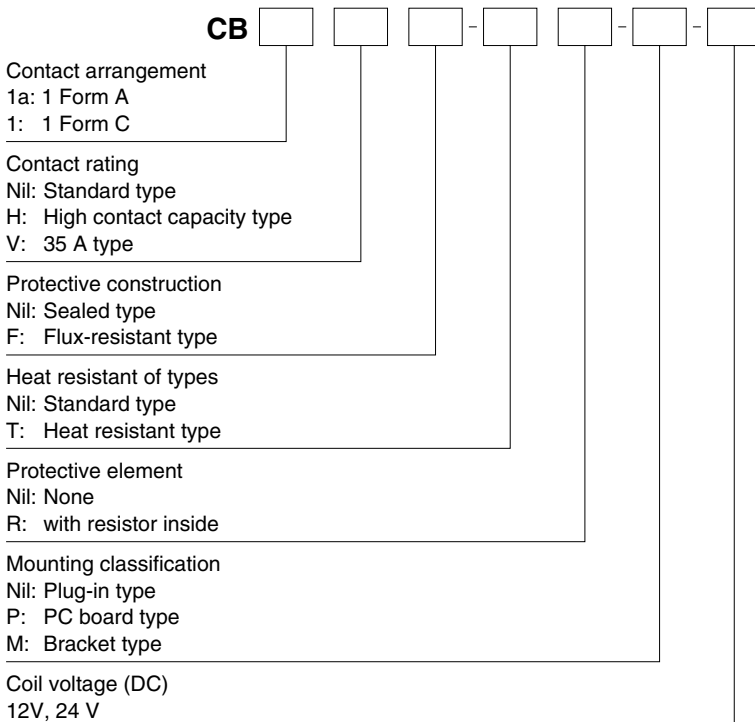 CB - - -
Contact arrangement
1a: 1 Form A
1: 1 Form C
Contact rating
Nil: Standard type
H: High contact capacity type
V: 35 A type
Protective construction
Nil: Sealed type
F: Flux-resistant type
Heat resistant of types
Nil: Standard type
T: Heat resistant type
Protective element
Nil: None
R: with resistor inside
Mounting classification
Nil: Plug-in type
P: PC board type
M: Bracket type
Coil voltage (DC)
12V, 24 V